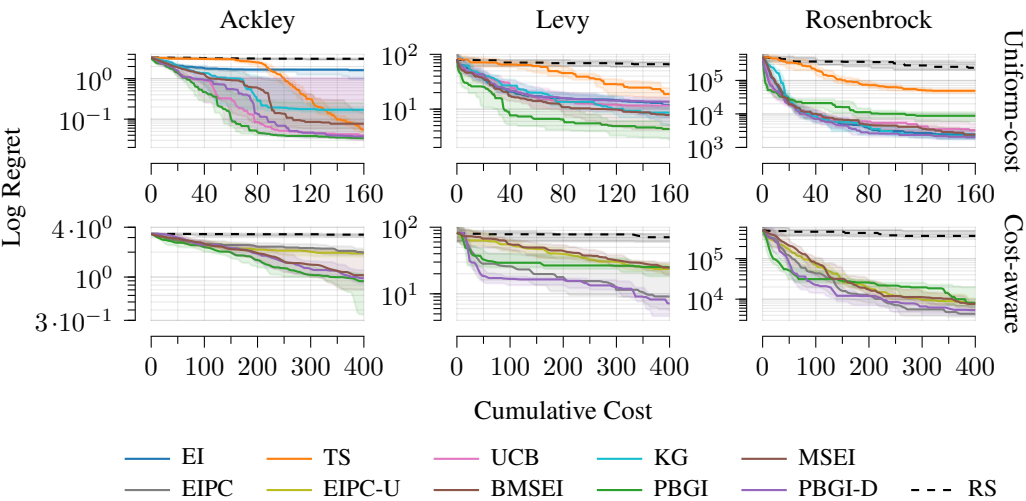 Ackley Levy Rosenbrock
Log Regret
10^0
10^{-1}
0 40 80 120 160
10^2
10^1
0 40 80 120 160
10^5
10^4
10^3
0 40 80 120 160
Uniform-cost
4·10^0
10^0
3·10^{-1}
0 100 200 300 400
10^2
10^1
0 100 200 300 400
10^5
10^4
0 100 200 300 400
Cost-aware
Cumulative Cost
EI TS UCB KG MSEI
EIPC EIPC-U BMSEI PBGI PBGI-D RS